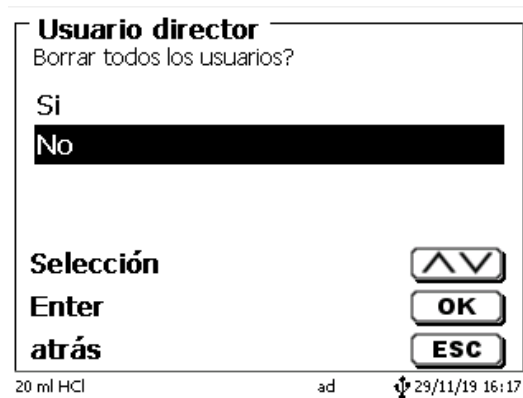 Usuario director
Borrar todos los usuarios?
Si
No
Selección
Enter OK
atrás ESC
20 ml HCl ad 29/11/19 16:17